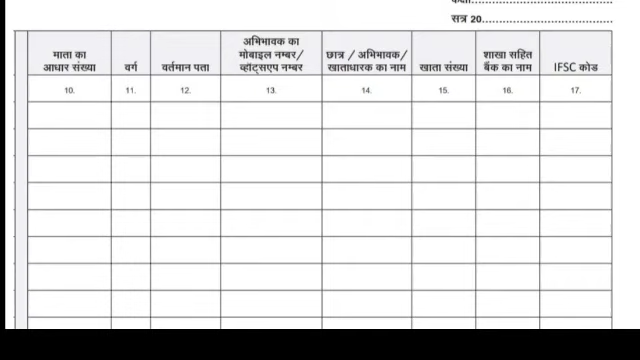 सत्र 20
माता का आधार संख्या
वर्ग
वर्तमान पता
अभिभावक का मोबाइल नम्बर/ व्हॉट्सएप नम्बर
छात्र / अभिभावक/ खाताधारक का नाम
खाता संख्या
शाखा सहित बैंक का नाम
IFSC कोड
10. 11. 12. 13. 14. 15. 16. 17.